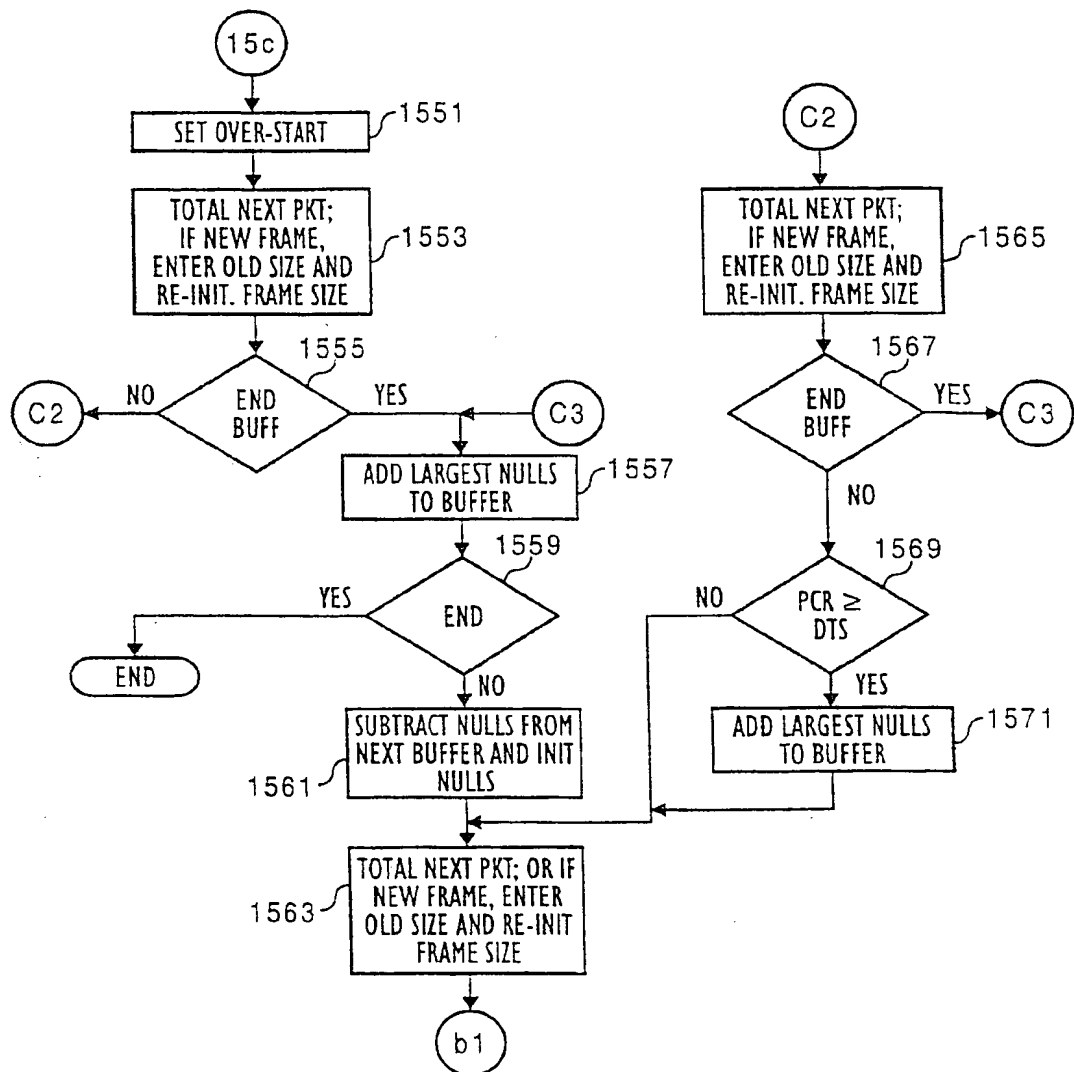 15c
SET OVER-START
1551
TOTAL NEXT PKT;
IF NEW FRAME,
ENTER OLD SIZE AND
RE-INIT. FRAME SIZE
1553
1555
END
BUFF
NO
YES
C2
C3
ADD LARGEST NULLS
TO BUFFER
1557
1559
END
YES
END
NO
SUBTRACT NULLS FROM
NEXT BUFFER AND INIT
NULLS
1561
TOTAL NEXT PKT; OR IF
NEW FRAME, ENTER
OLD SIZE AND RE-INIT
FRAME SIZE
1563
b1
C2
TOTAL NEXT PKT;
IF NEW FRAME,
ENTER OLD SIZE AND
RE-INIT. FRAME SIZE
1565
1567
END
BUFF
YES
C3
NO
1569
PCR ≥
DTS
NO
YES
ADD LARGEST NULLS
TO BUFFER
1571